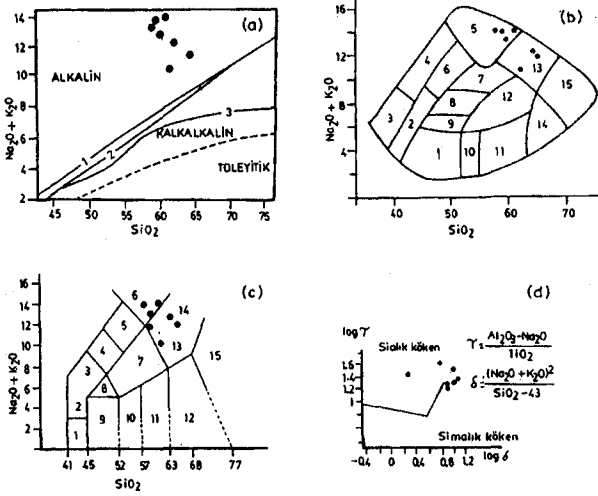 (a)
14
12
10
8
6
4
2
Na2O + K2O
ALKALİN
KALKALKALİN
TOLEYİTİK
1
2
3
45 50 55 60 65 70 75
SiO2
(b)
16
12
8
4
Na2O + K2O
5
4
6
13
7
15
3
2
8
12
9
14
1
10
11
40 50 60 70
SiO2
(c)
16
14
12
10
8
6
4
2
0
Na2O + K2O
6
14
5
4
13
3
7
15
8
2
9
10
11
12
1
41 45 52 57 63 68 77
SiO2
(d)
log τ
Sialik köken
τ = Al2O3-Na2O
TiO2
δ = (Na2O+K2O)2
SiO2-43
1.6
1.4
1.2
1
Simalik köken
-0.4 0 0.4 0.8 1.2
log δ